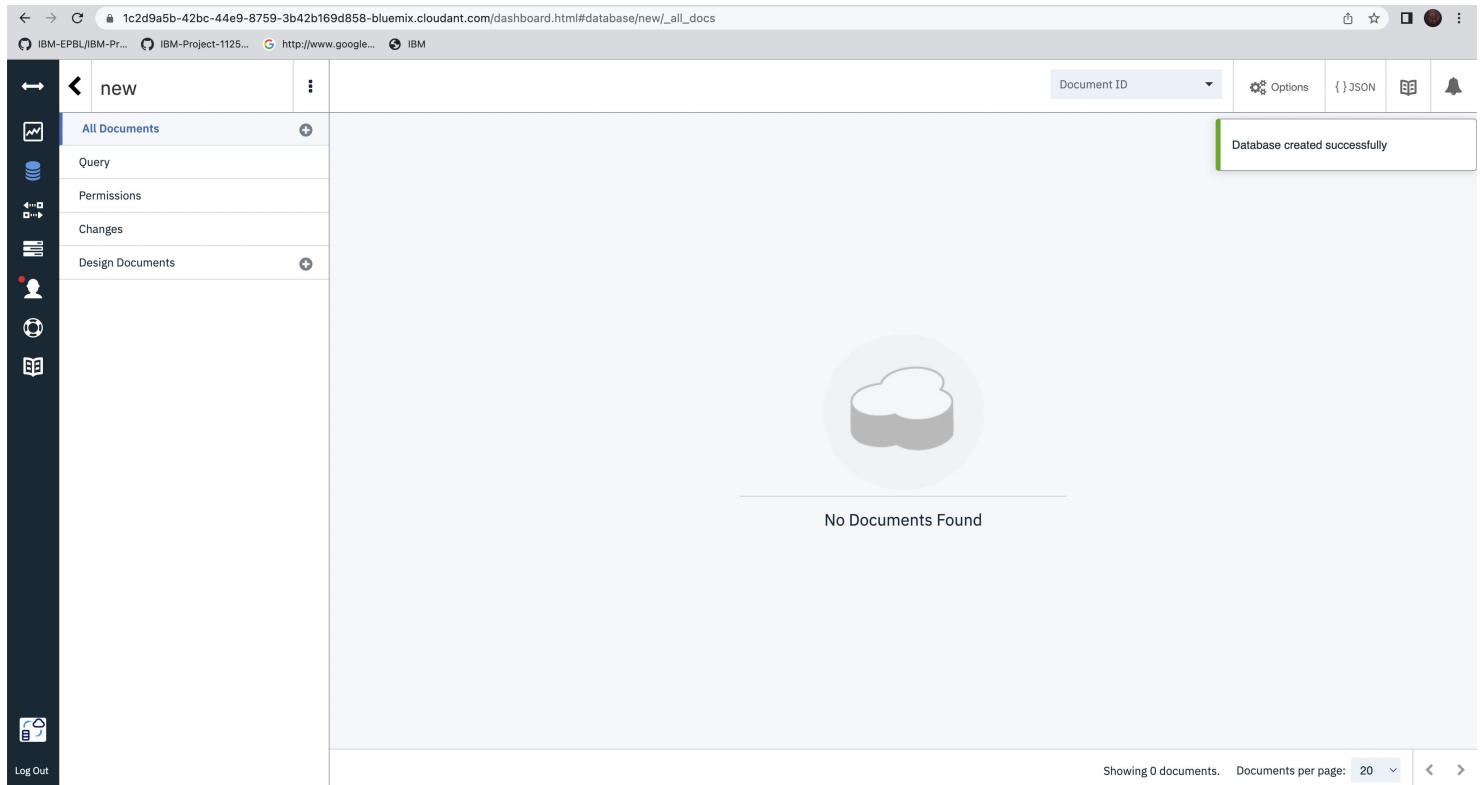 1c2d9a5b-42bc-44e9-8759-3b42b169d858-bluemix.cloudant.com/dashboard.html#database/new/_all_docs
IBM-EPBL/IBM-Pr... IBM-Project-1125... http://www.google... IBM
new
Document ID
Options
{ } JSON
All Documents
Query
Permissions
Changes
Design Documents
Database created successfully
No Documents Found
Log Out
Showing 0 documents. Documents per page: 20